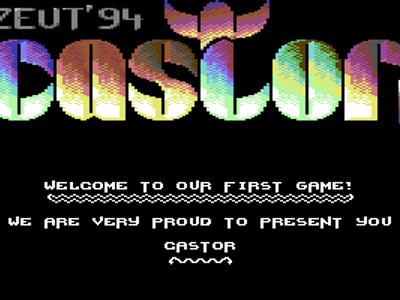 ZEUT'94
castor
WELCOME TO OUR FIRST GAME!
WE ARE VERY PROUD TO PRESENT YOU
CASTOR